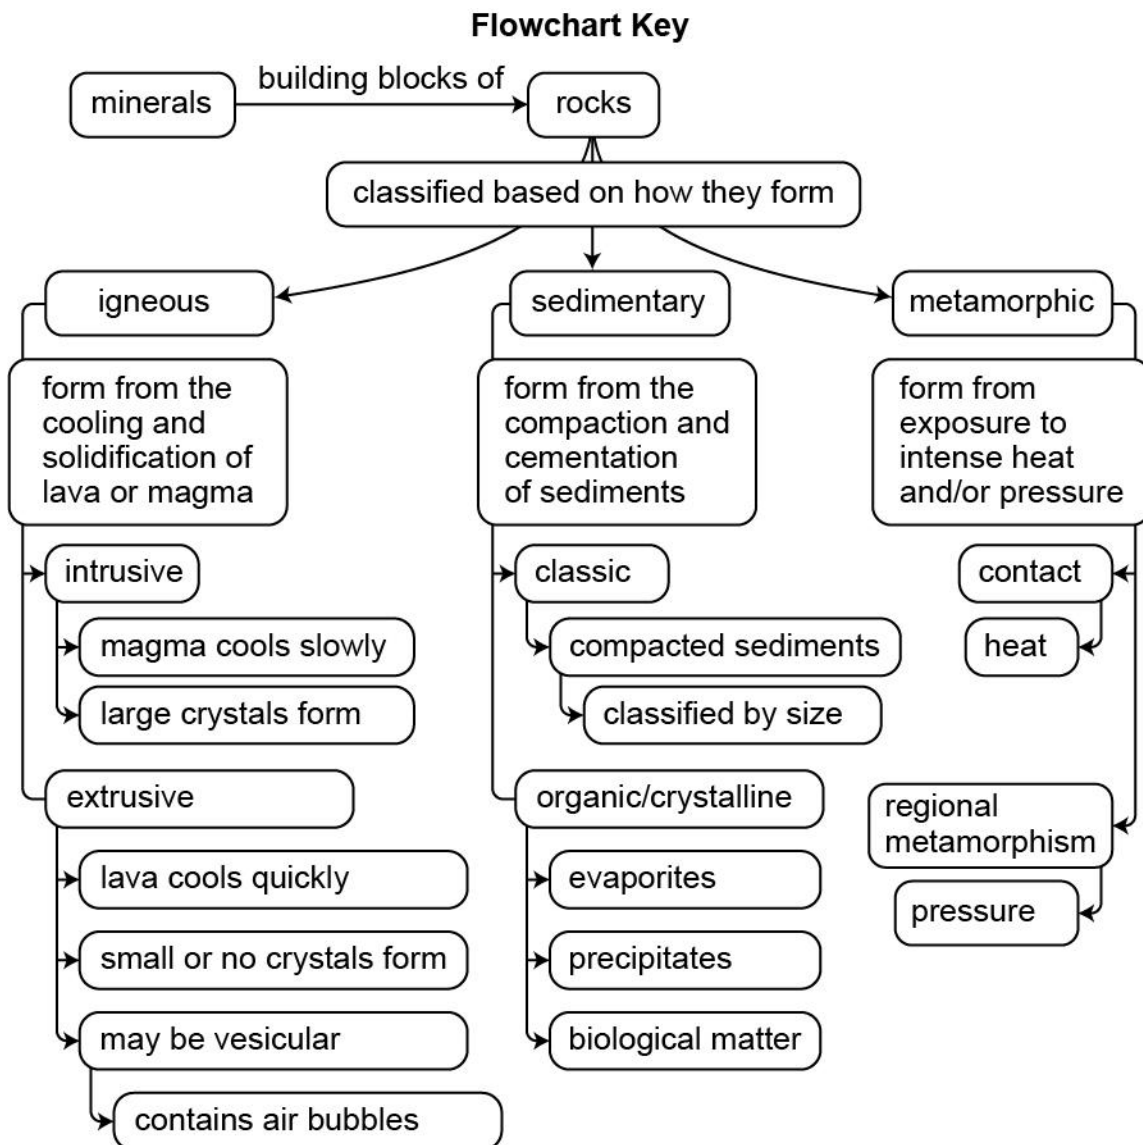 Flowchart Key
minerals
building blocks of
rocks
classified based on how they form
igneous
form from the
cooling and
solidification of
lava or magma
intrusive
magma cools slowly
large crystals form
extrusive
lava cools quickly
small or no crystals form
may be vesicular
contains air bubbles
sedimentary
form from the
compaction and
cementation
of sediments
classic
compacted sediments
classified by size
organic/crystalline
evaporites
precipitates
biological matter
metamorphic
form from
exposure to
intense heat
and/or pressure
contact
heat
regional
metamorphism
pressure